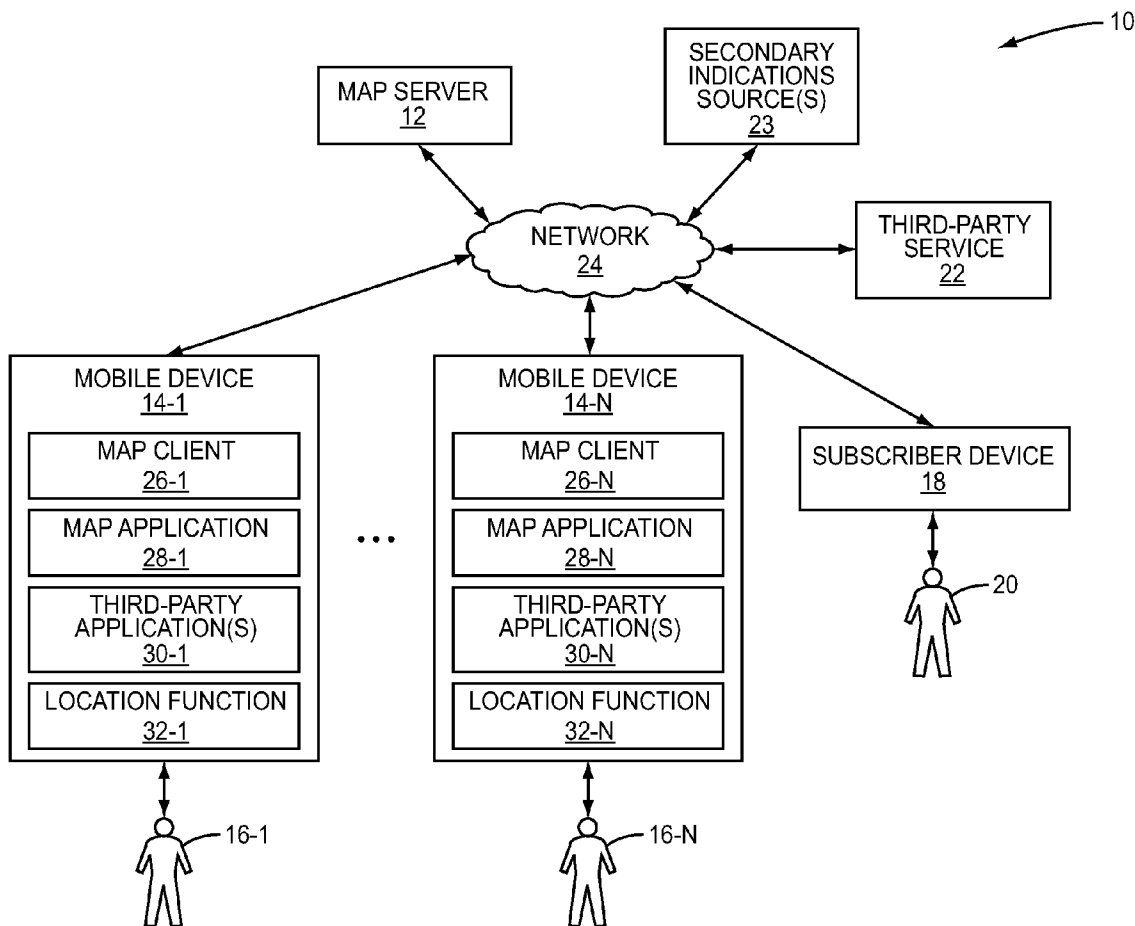 10
MAP SERVER
12
SECONDARY
INDICATIONS
SOURCE(S)
23
NETWORK
24
THIRD-PARTY
SERVICE
22
MOBILE DEVICE
14-1
MAP CLIENT
26-1
MAP APPLICATION
28-1
THIRD-PARTY
APPLICATION(S)
30-1
LOCATION FUNCTION
32-1
16-1
MOBILE DEVICE
14-N
MAP CLIENT
26-N
MAP APPLICATION
28-N
THIRD-PARTY
APPLICATION(S)
30-N
LOCATION FUNCTION
32-N
16-N
SUBSCRIBER DEVICE
18
20